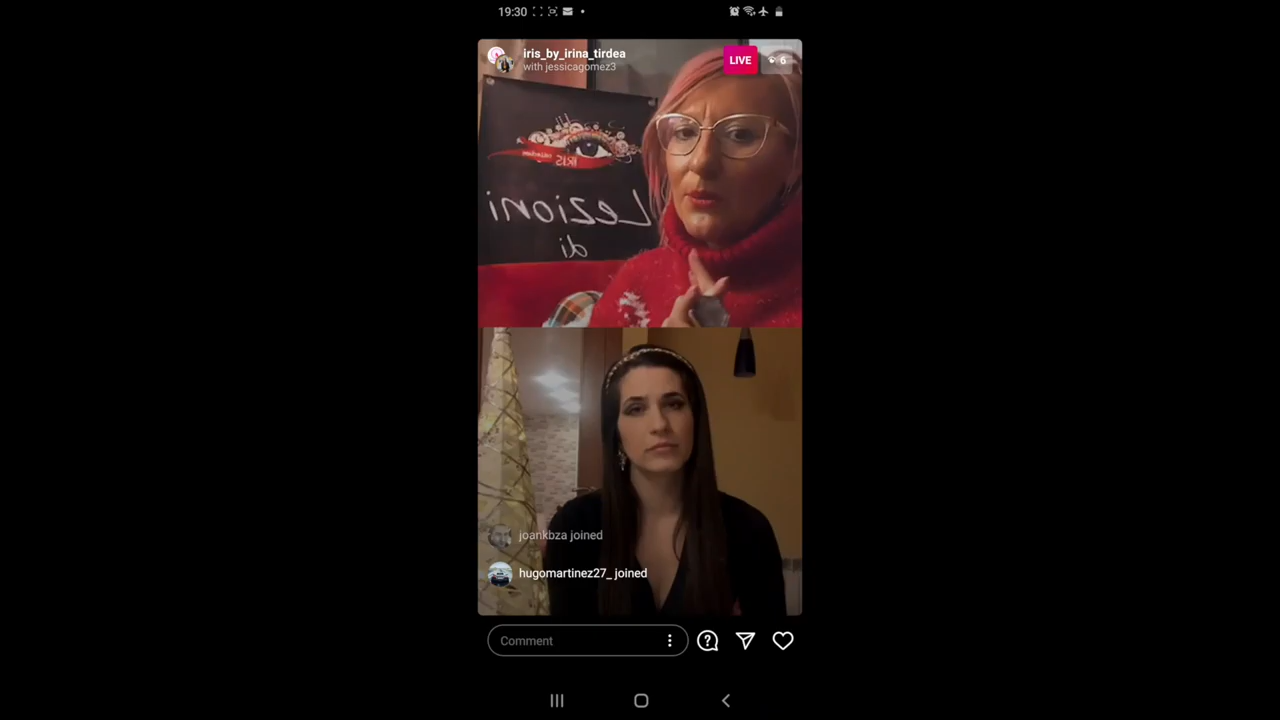 19:30
iris_by_irina_tirdea
with jessicagomez3
LIVE
6
IRIS
Lezioni
di
joankbza joined
hugomartinez27_ joined
Comment